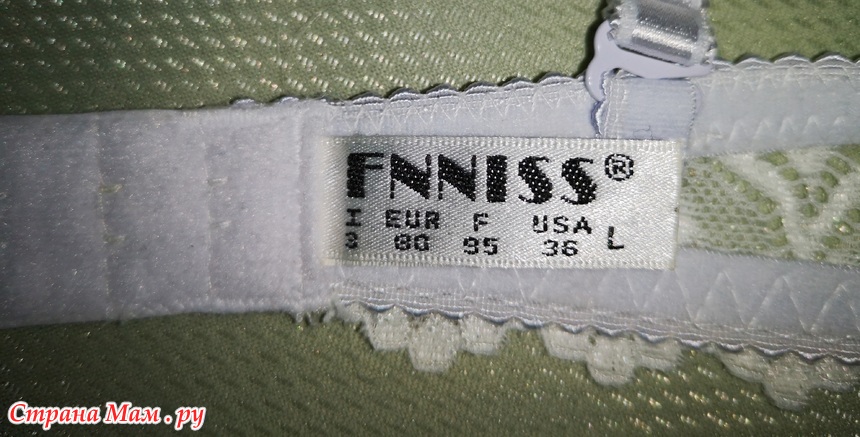 FNNISS®
I EUR F USA L
3 80 95 36
Страна Мам.ру